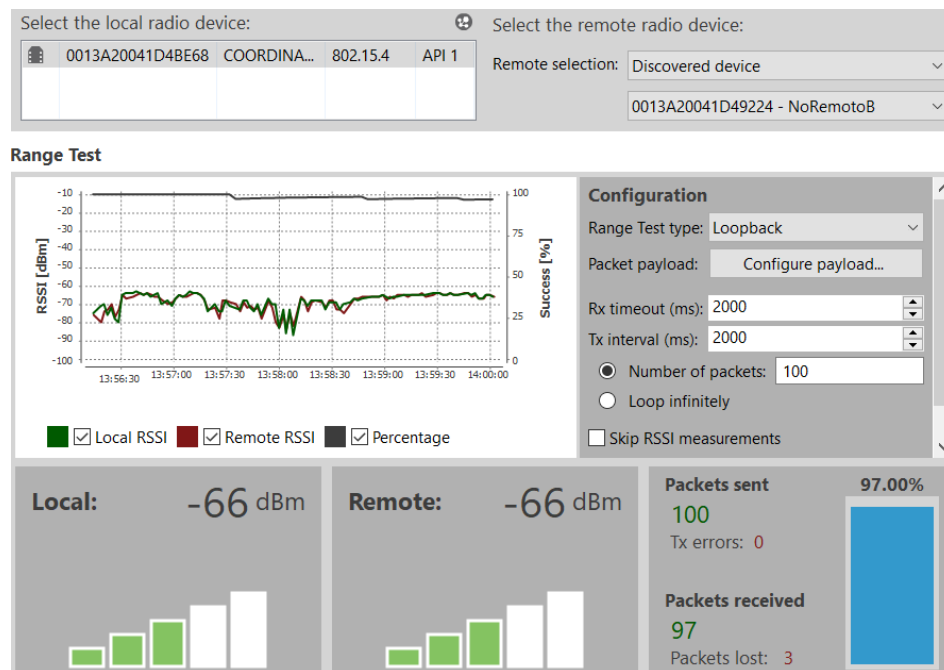 Select the local radio device:
0013A20041D4BE68 COORDINA... 802.15.4 API 1
Select the remote radio device:
Remote selection: Discovered device
0013A20041D49224 - NoRemotoB
Range Test
-10
-20
-30
-40
-50
-60
-70
-80
-90
-100
RSSI [dBm]
100
75
50
25
0
Success [%]
13:56:30 13:57:00 13:57:30 13:58:00 13:58:30 13:59:00 13:59:30 14:00:00
Local RSSI Remote RSSI Percentage
Configuration
Range Test type: Loopback
Packet payload: Configure payload...
Rx timeout (ms): 2000
Tx interval (ms): 2000
Number of packets: 100
Loop infinitely
Skip RSSI measurements
Local: -66 dBm
Remote: -66 dBm
Packets sent
100
Tx errors: 0
Packets received
97
Packets lost: 3
97.00%